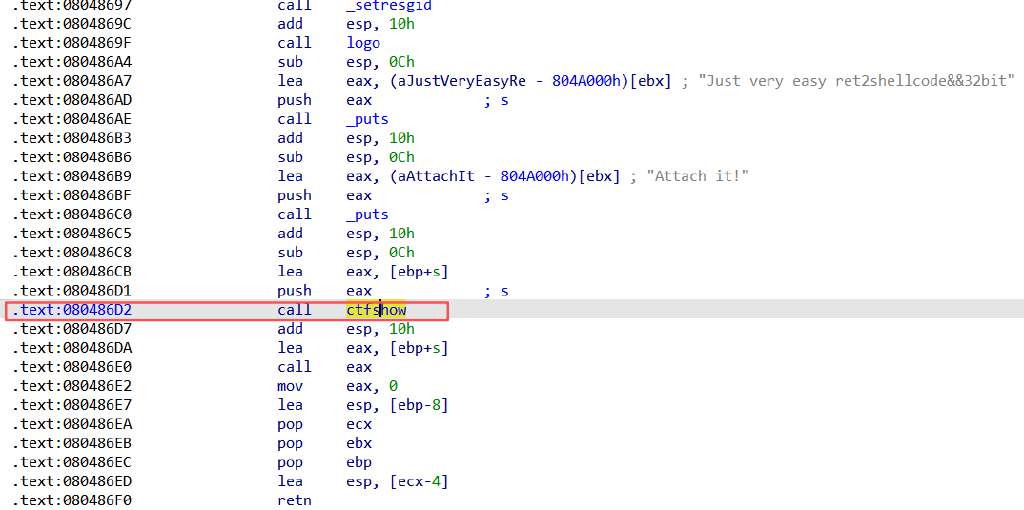 .text:08048697 call _setresgid
.text:0804869C add esp, 10h
.text:0804869F call logo
.text:080486A4 sub esp, 0Ch
.text:080486A7 lea eax, (aJustVeryEasyRe - 804A000h)[ebx] ; "Just very easy ret2shellcode&&32bit"
.text:080486AD push eax ; s
.text:080486AE call _puts
.text:080486B3 add esp, 10h
.text:080486B6 sub esp, 0Ch
.text:080486B9 lea eax, (aAttachIt - 804A000h)[ebx] ; "Attach it!"
.text:080486BF push eax ; s
.text:080486C0 call _puts
.text:080486C5 add esp, 10h
.text:080486C8 sub esp, 0Ch
.text:080486CB lea eax, [ebp+s]
.text:080486D1 push eax ; s
.text:080486D2 call ctfshow
.text:080486D7 add esp, 10h
.text:080486DA lea eax, [ebp+s]
.text:080486E0 call eax
.text:080486E2 mov eax, 0
.text:080486E7 lea esp, [ebp-8]
.text:080486EA pop ecx
.text:080486EB pop ebx
.text:080486EC pop ebp
.text:080486ED lea esp, [ecx-4]
.text:080486F0 retn